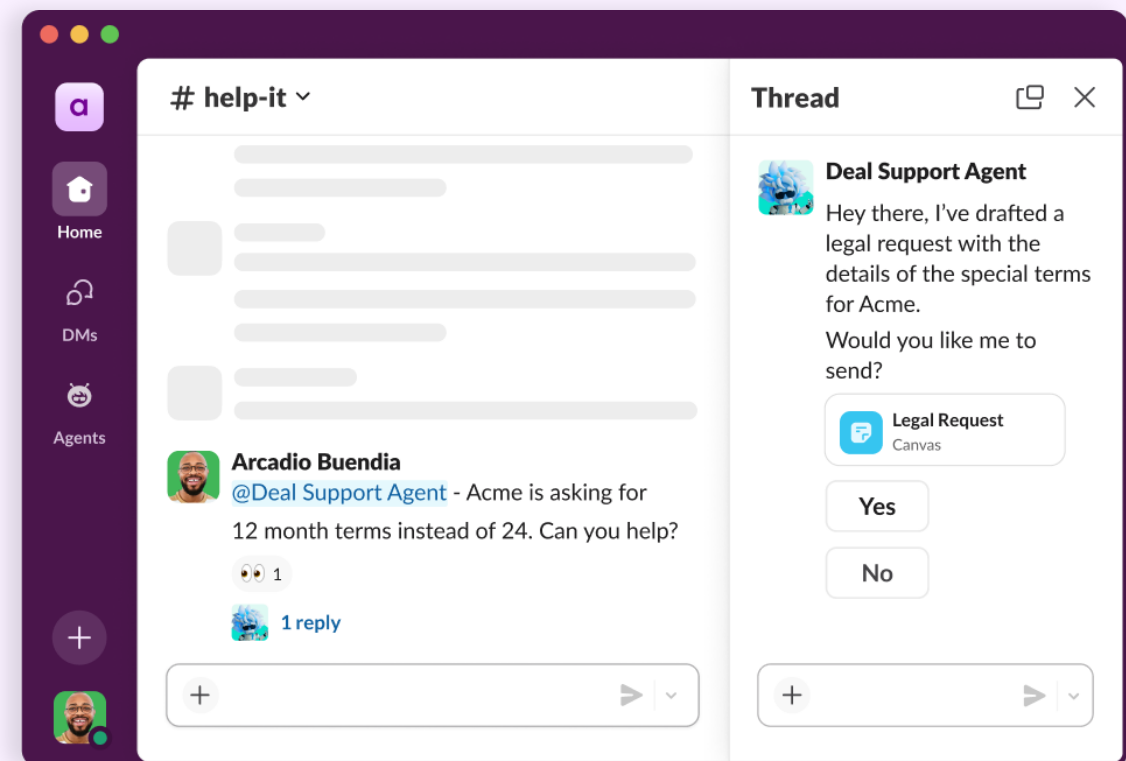 a
Home
DMs
Agents
# help-it
Arcadio Buendia
@Deal Support Agent - Acme is asking for
12 month terms instead of 24. Can you help?
👀 1
1 reply
Thread
Deal Support Agent
Hey there, I’ve drafted a
legal request with the
details of the special terms
for Acme.
Would you like me to
send?
Legal Request
Canvas
Yes
No